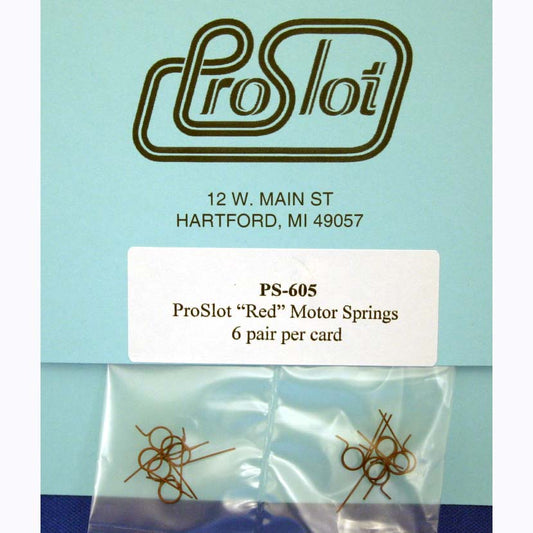 ProSlot
12 W. MAIN ST
HARTFORD, MI 49057
PS-605
ProSlot “Red” Motor Springs
6 pair per card